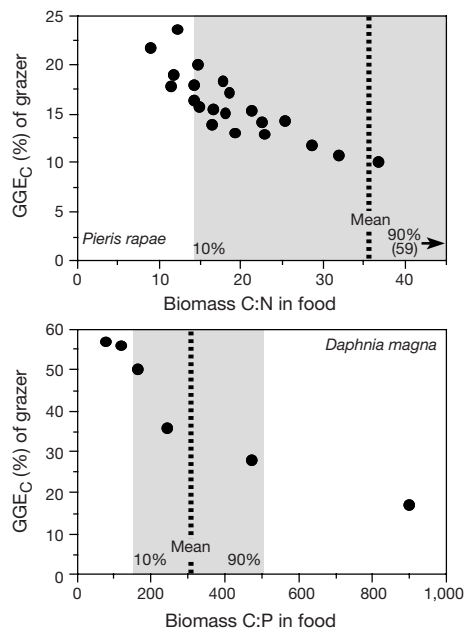 25
20
15
10
5
0
GGEC (%) of grazer
Pieris rapae
10%
Mean
90%
(59)
0 10 20 30 40
Biomass C:N in food
60
50
40
30
20
10
0
GGEC (%) of grazer
Daphnia magna
Mean
10% 90%
0 200 400 600 800 1,000
Biomass C:P in food